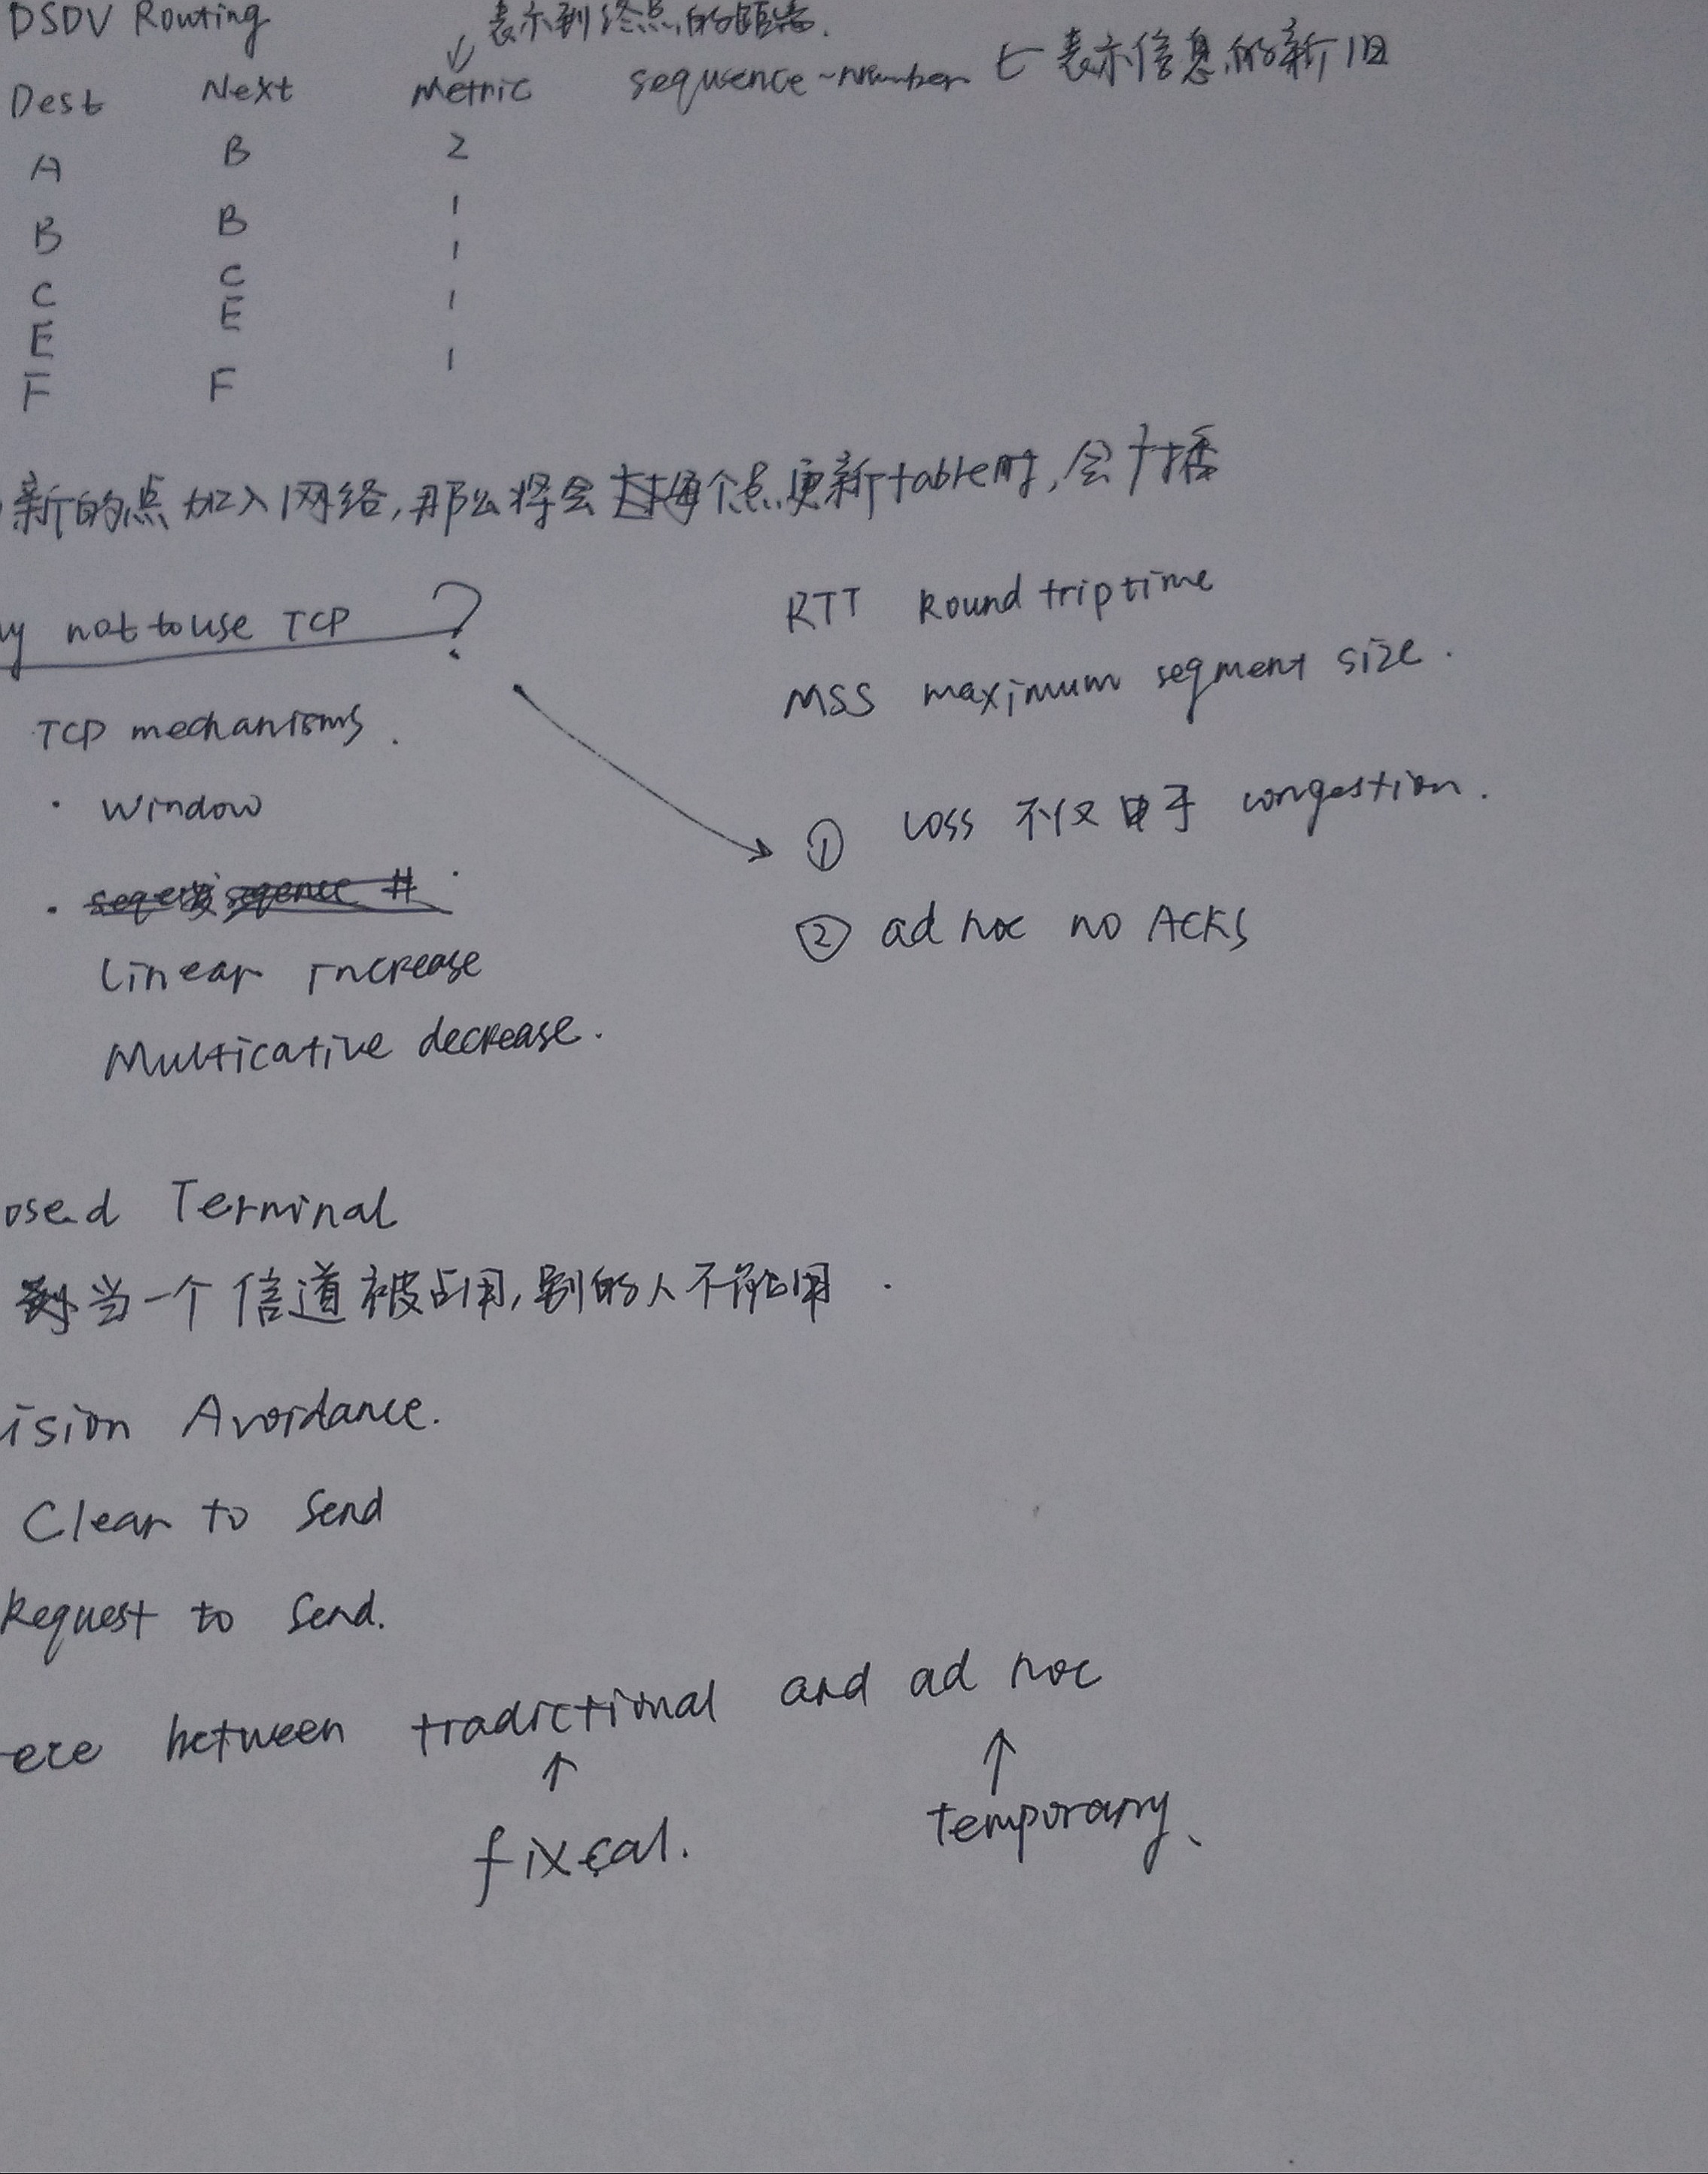 DSDV Routing
表示到终点的距离.
Dest Next Metric sequence-number ← 表示信息的新旧
A B 2
B B 1
C C 1
E E 1
F F 1
新的点加入网络,那么将会 每个点更新table时,会广播
not to use TCP ?
RTT Round trip time
MSS maximum segment size.
TCP mechanisms.
· Window
① Loss 不仅由于 congestion.
② ad hoc no ACKs
Linear increase
Multicative decrease.
osed Terminal
当一个信道被占用,别的人不能占用.
ision Avoidance.
Clear to Send
Request to Send.
ece between tradictional and ad hoc
↑ ↑
temporary